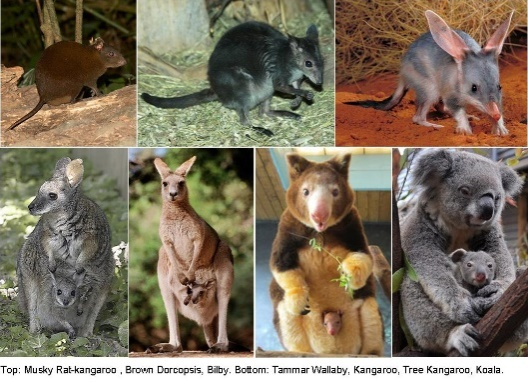 Top: Musky Rat-kangaroo , Brown Dorcopsis, Bilby. Bottom: Tammar Wallaby, Kangaroo, Tree Kangaroo, Koala.